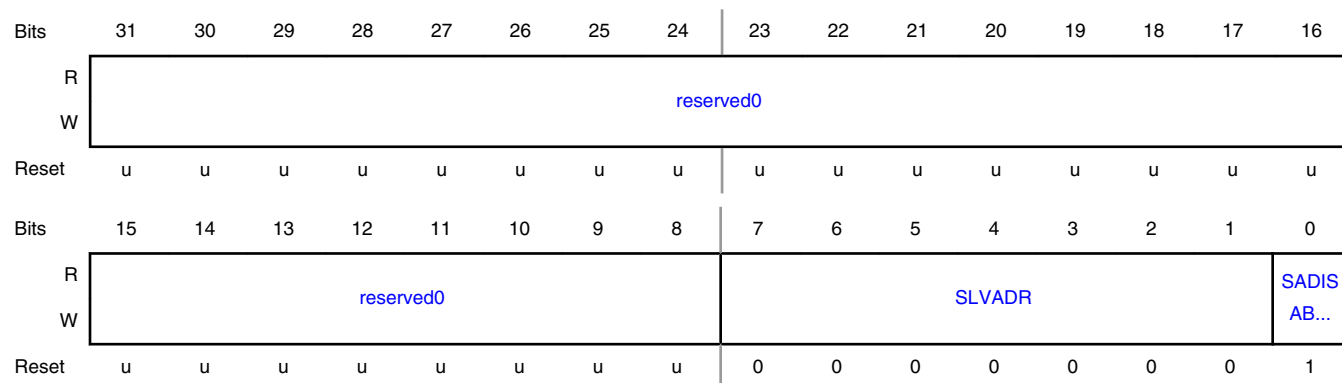 Bits 31 30 29 28 27 26 25 24 23 22 21 20 19 18 17 16
R
reserved0
W
Reset u u u u u u u u u u u u u u u u
Bits 15 14 13 12 11 10 9 8 7 6 5 4 3 2 1 0
R
reserved0 SLVADR SADIS
AB...
W
Reset u u u u u u u u 0 0 0 0 0 0 0 1